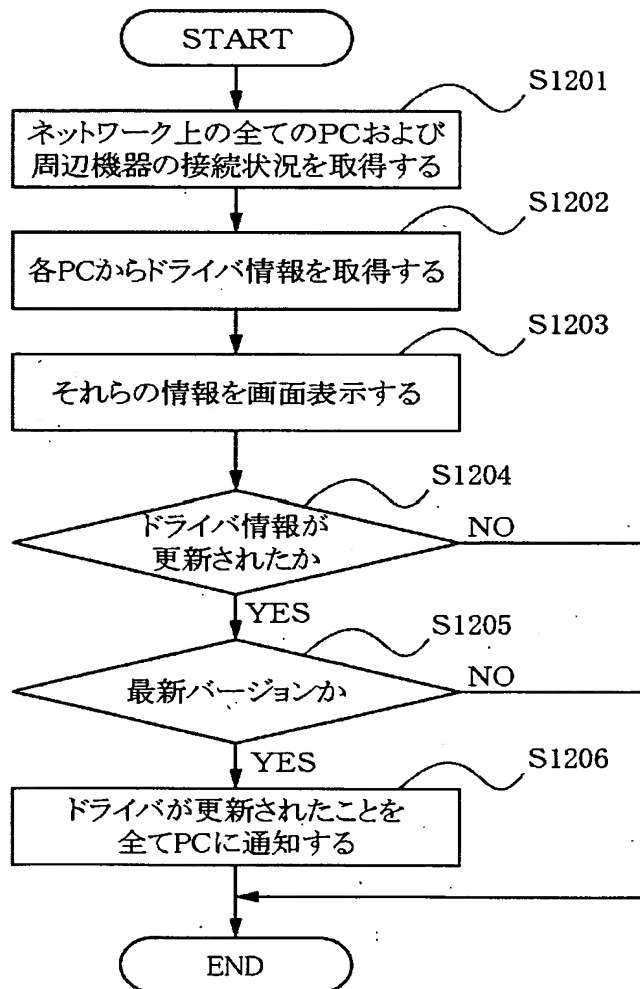 START
S1201
ネットワーク上の全てのPCおよび
周辺機器の接続状況を取得する
S1202
各PCからドライバ情報を取得する
S1203
それらの情報を画面表示する
S1204
ドライバ情報が
更新されたか
NO
YES
S1205
最新バージョンか
NO
YES
S1206
ドライバが更新されたことを
全てPCに通知する
END